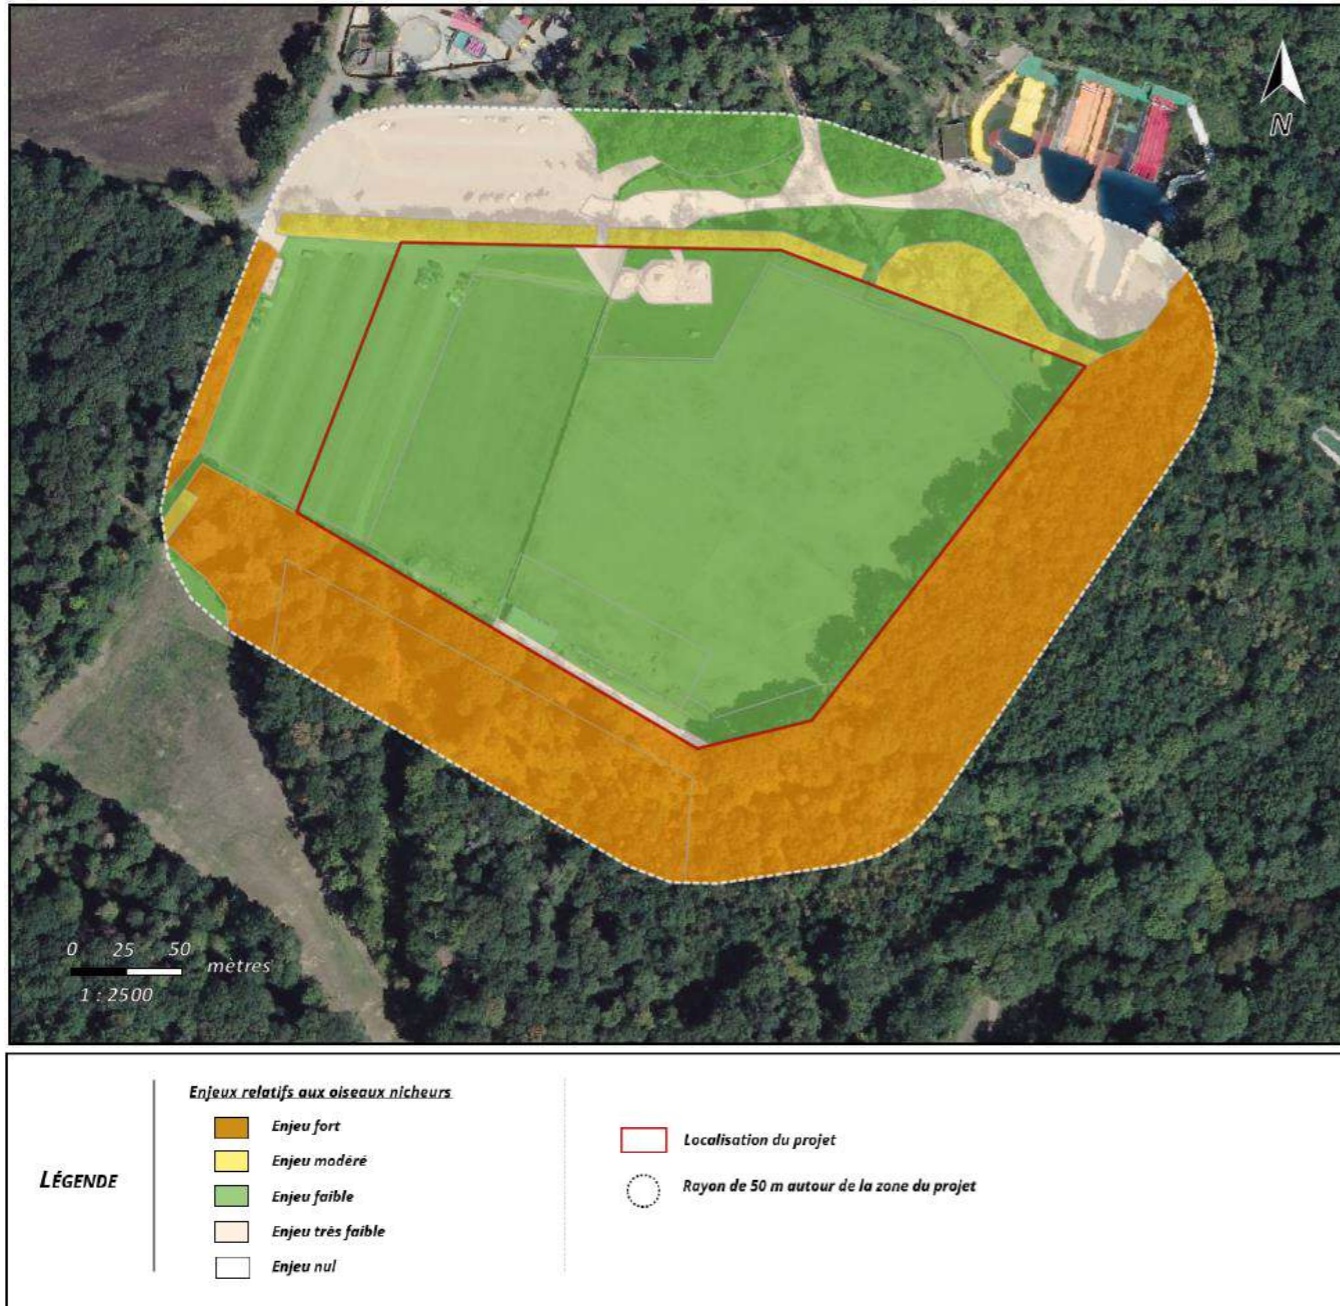 N
0 25 50
mètres
1 : 2500
LÉGENDE
Enjeux relatifs aux oiseaux nicheurs
Enjeu fort
Enjeu modéré
Enjeu faible
Enjeu très faible
Enjeu nul
Localisation du projet
Rayon de 50 m autour de la zone du projet